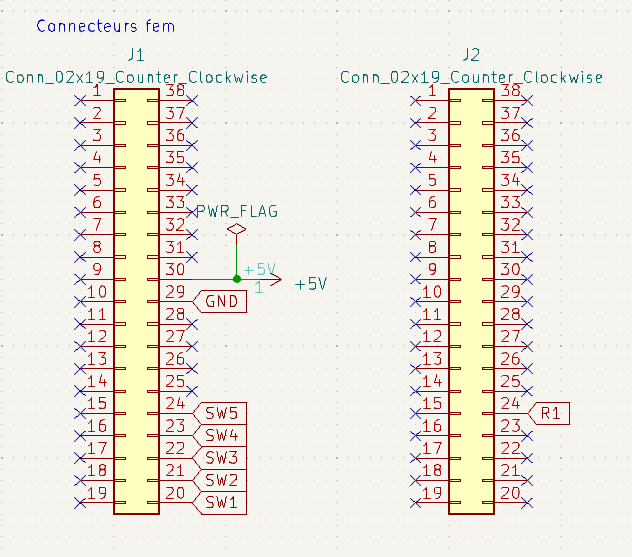 Connecteurs fem
J1 J2
Conn_02x19_Counter_Clockwise Conn_02x19_Counter_Clockwise
1 38 1 38
2 37 2 37
3 36 3 36
4 35 4 35
5 34 5 34
6 33 PWR_FLAG 6 33
7 32 7 32
8 31 8 31
9 30 +5V 1 +5V 9 30
10 29 GND 10 29
11 28 11 28
12 27 12 27
13 26 13 26
14 25 14 25
15 24 SW5 15 24 R1
16 23 SW4 16 23
17 22 SW3 17 22
18 21 SW2 18 21
19 20 SW1 19 20